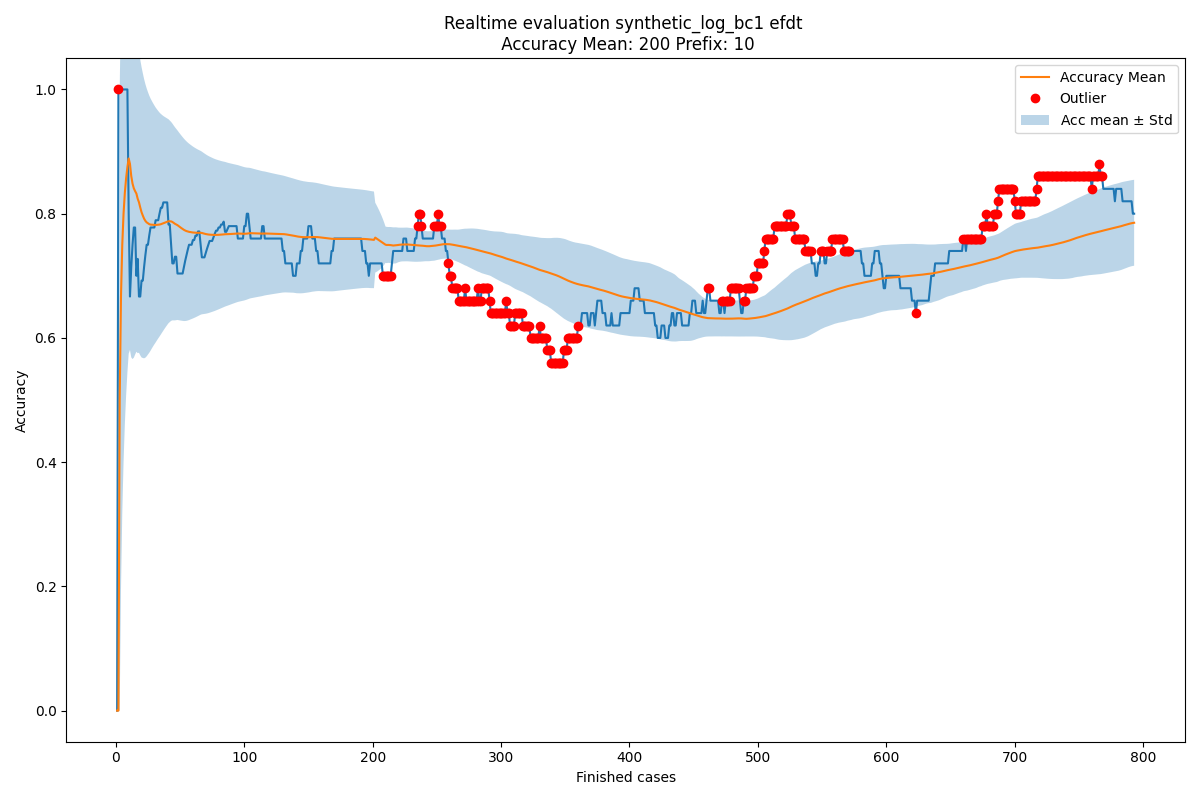 Realtime evaluation synthetic_log_bc1 efdt
Accuracy Mean: 200 Prefix: 10
Accuracy Mean
Outlier
Acc mean ± Std
1.0
0.8
0.6
0.4
0.2
0.0
Accuracy
0 100 200 300 400 500 600 700 800
Finished cases